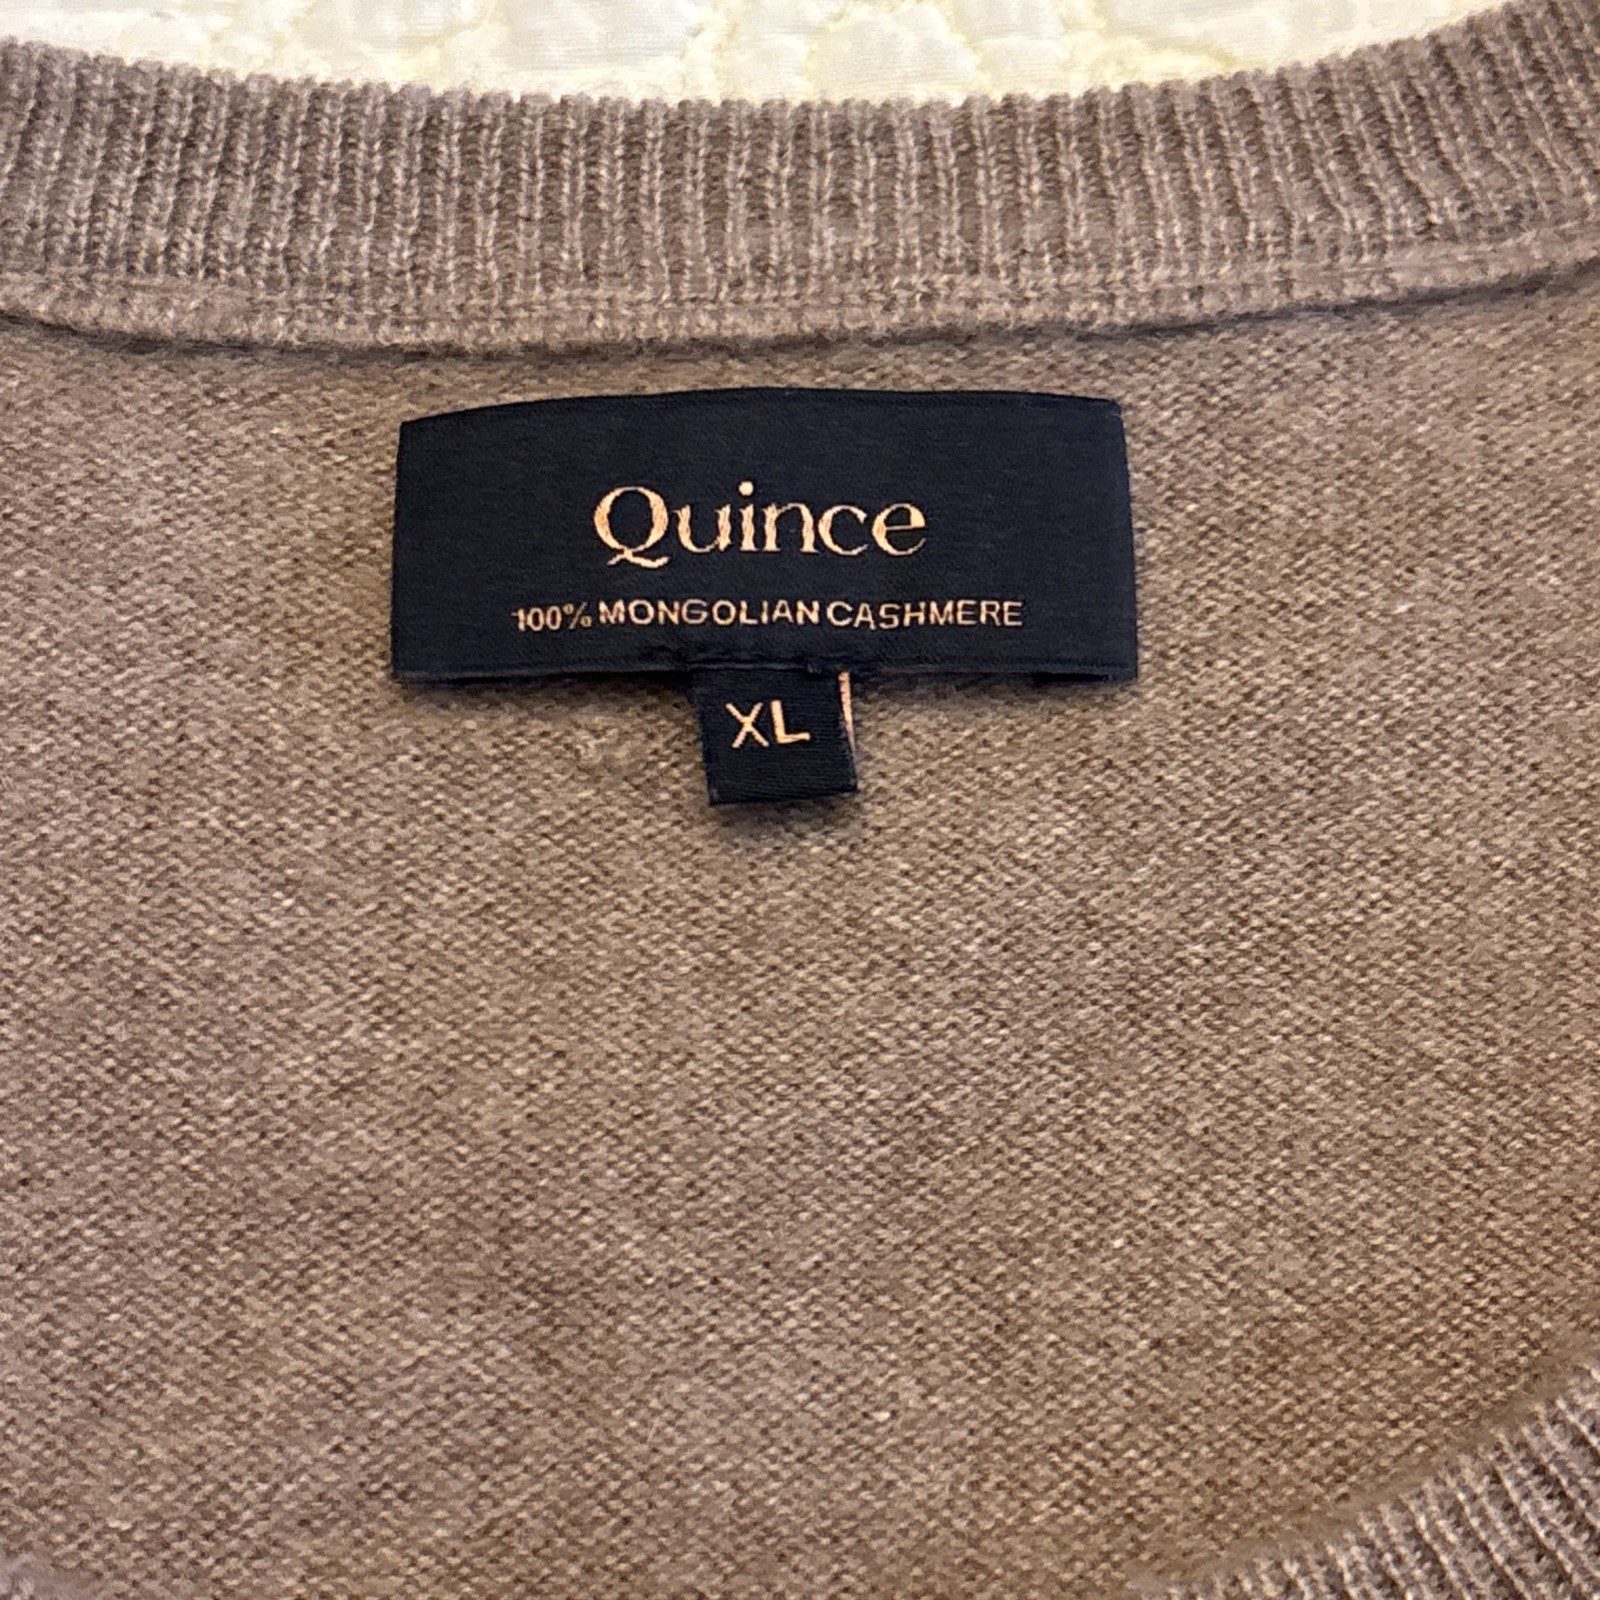 Quince
100% MONGOLIAN CASHMERE
XL